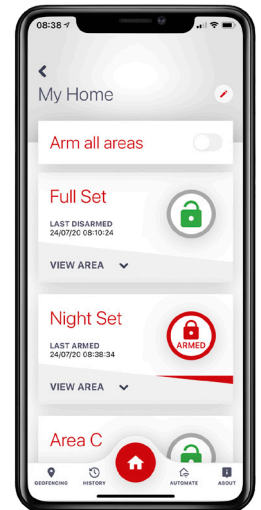 08:38
My Home
Arm all areas
Full Set
LAST DISARMED
24/07/20 08:10:24
VIEW AREA
Night Set
LAST ARMED
24/07/20 08:38:34
ARMED
VIEW AREA
Area C
GEOFENCING
HISTORY
AUTOMATE
ABOUT